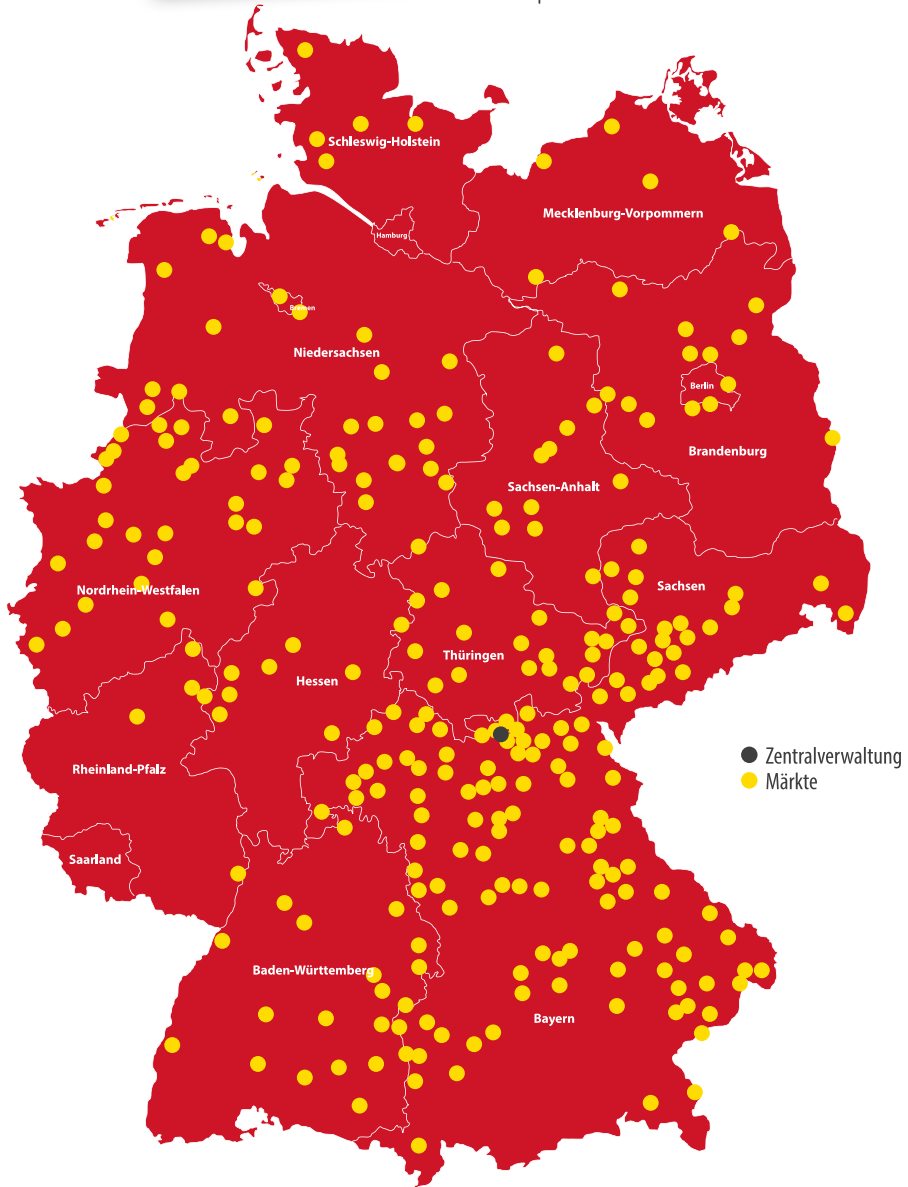 Schleswig-Holstein
Mecklenburg-Vorpommern
Hamburg
Bremen
Niedersachsen
Berlin
Brandenburg
Sachsen-Anhalt
Nordrhein-Westfalen
Sachsen
Thüringen
Hessen
Rheinland-Pfalz
Zentralverwaltung
Märkte
Saarland
Baden-Württemberg
Bayern